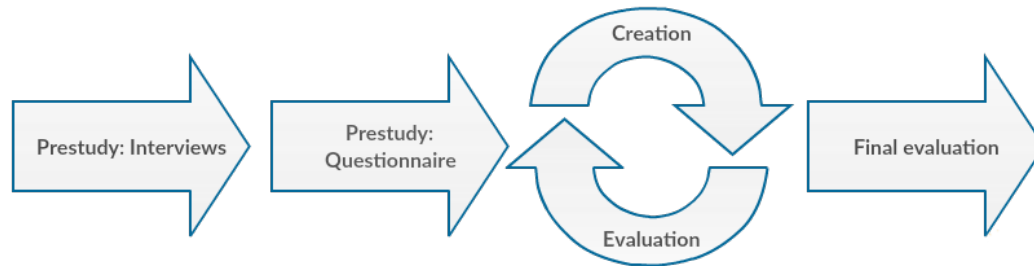 Prestudy: Interviews
Prestudy:
Questionnaire
Creation
Evaluation
Final evaluation